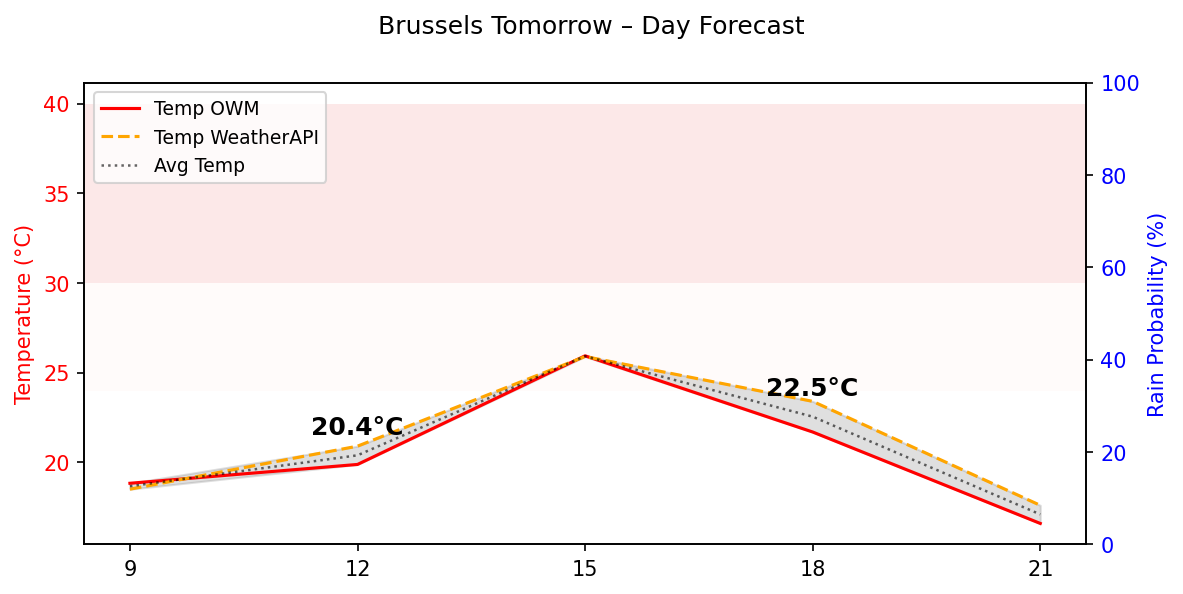 Brussels Tomorrow – Day Forecast
Temp OWM
Temp WeatherAPI
Avg Temp
Temperature (°C)
40
35
30
25
20
20.4°C
22.5°C
100
80
60
40
20
0
Rain Probability (%)
9
12
15
18
21